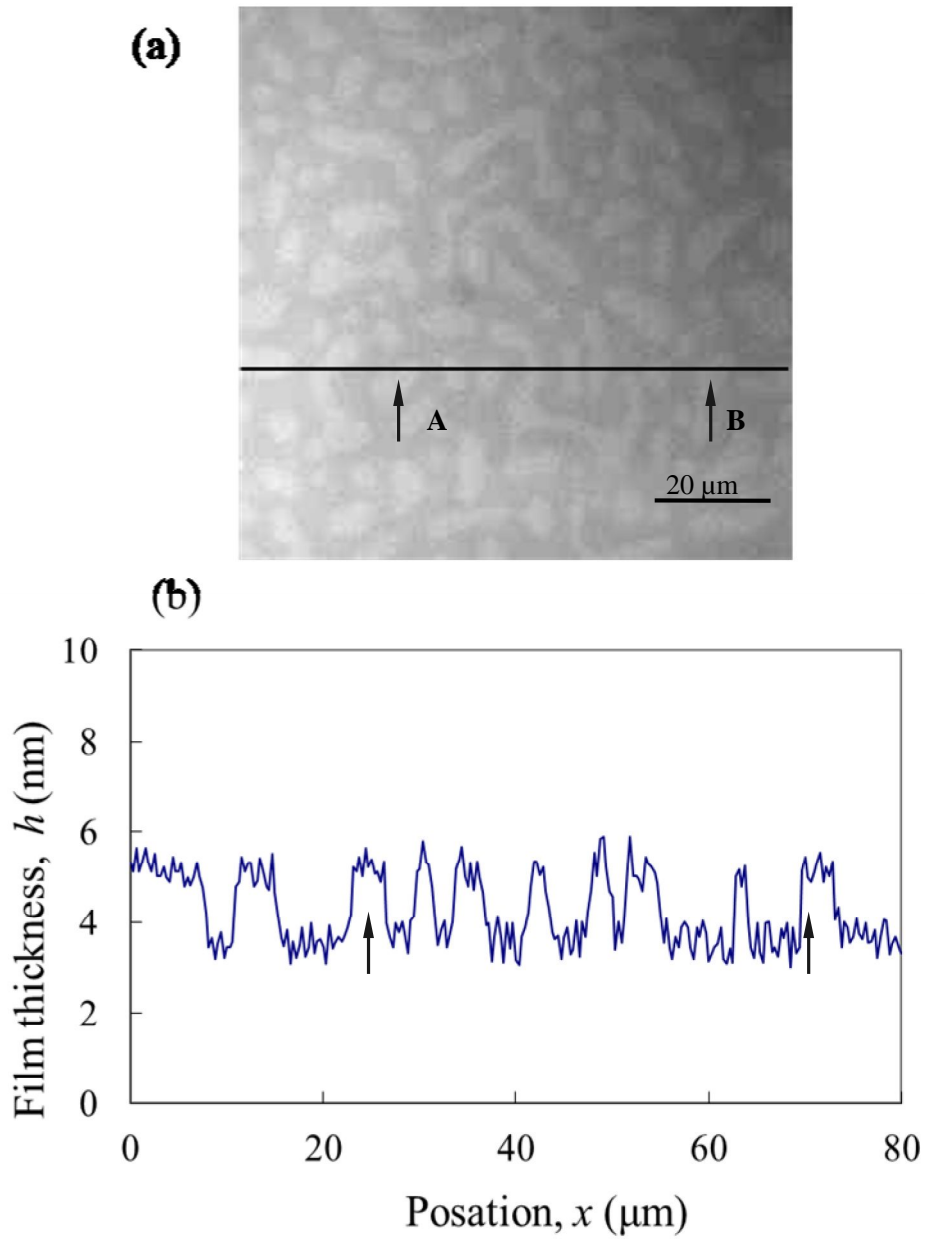 (a)
A
B
20 μm
(b)
10
8
6
4
2
0
Film thickness, h (nm)
0 20 40 60 80
Posation, x (μm)